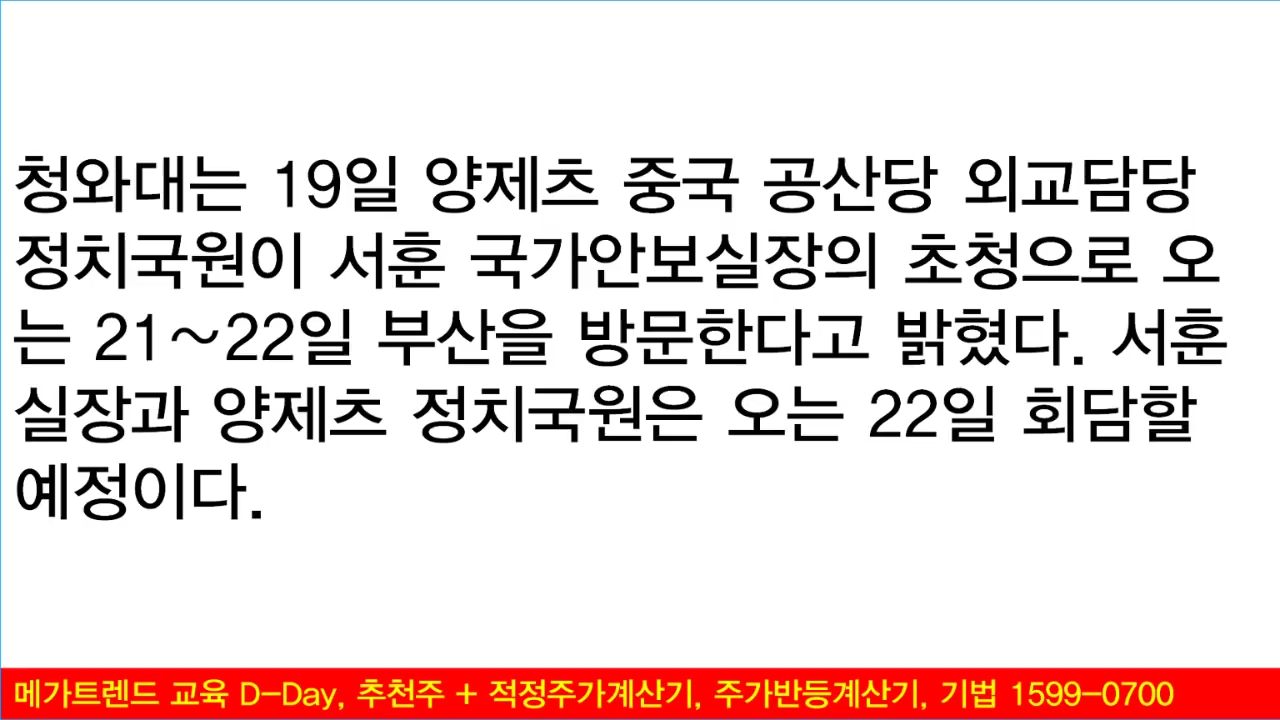 청와대는 19일 양제츠 중국 공산당 외교담당
정치국원이 서훈 국가안보실장의 초청으로 오
는 21~22일 부산을 방문한다고 밝혔다. 서훈
실장과 양제츠 정치국원은 오는 22일 회담할
예정이다.
메가트렌드 교육 D-Day, 추천주 + 적정주가계산기, 주가반등계산기, 기법 1599-0700